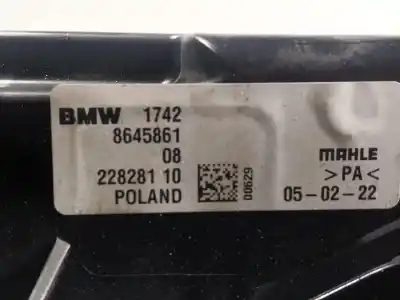 BMW 1742
8645861
08
228281 10
POLAND
00629
MAHLE
>PA<
05-02-22